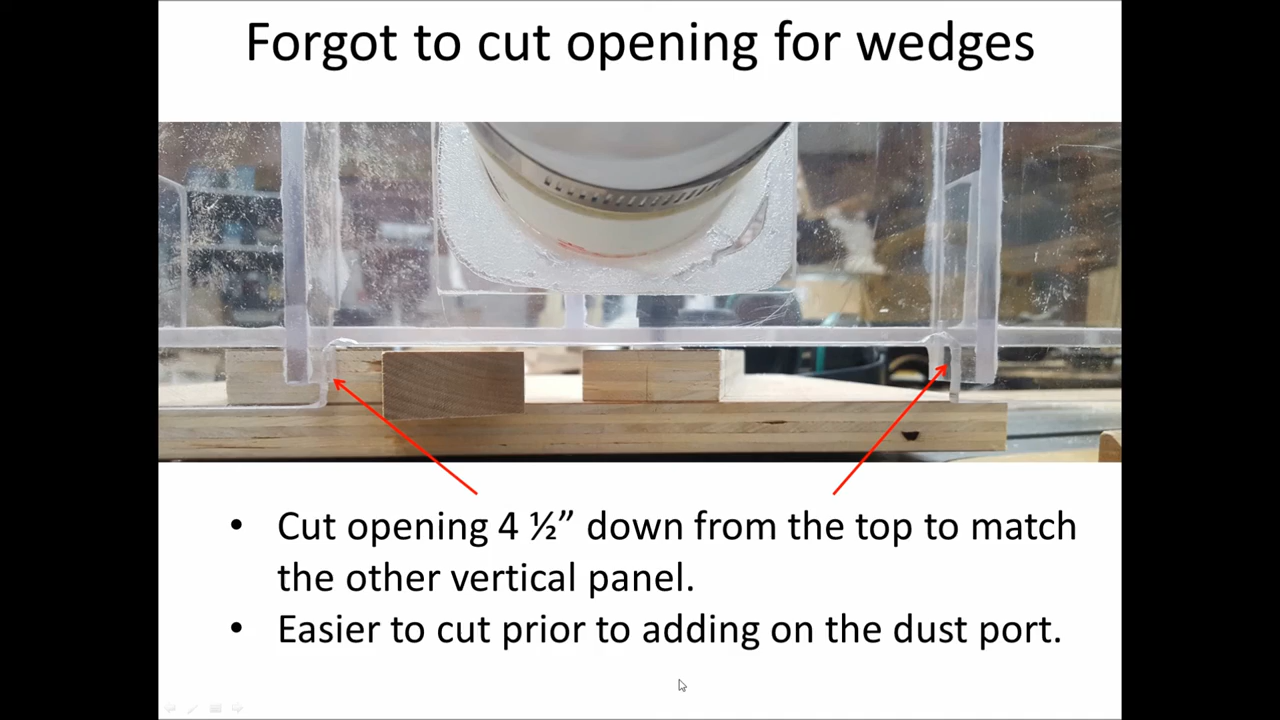 Forgot to cut opening for wedges
• Cut opening 4 ½” down from the top to match
the other vertical panel.
• Easier to cut prior to adding on the dust port.